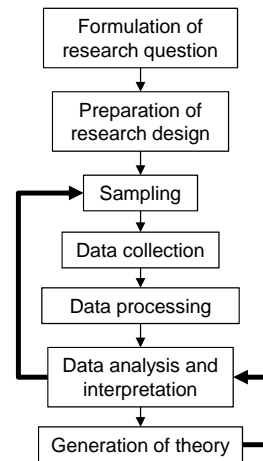 Formulation of
research question
Preparation of
research design
Sampling
Data collection
Data processing
Data analysis and
interpretation
Generation of theory